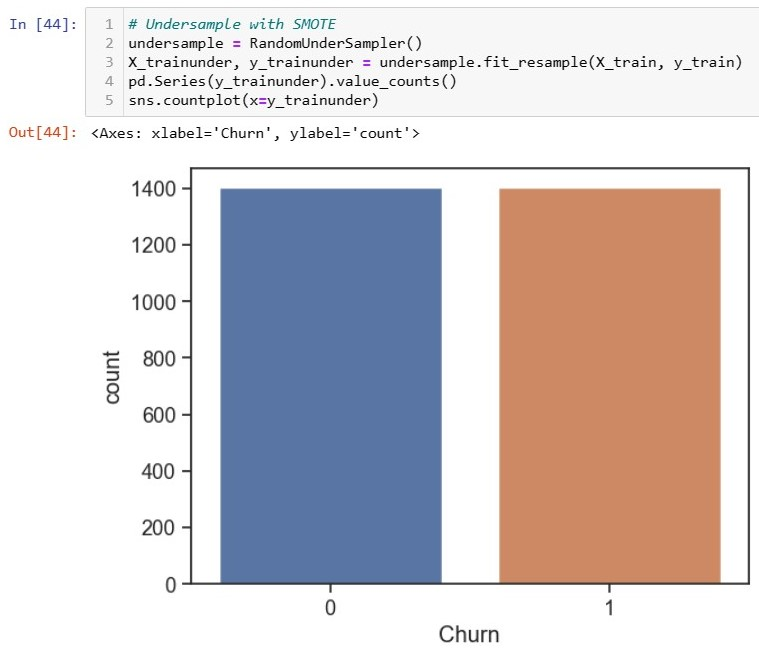 In [44]:
1 # Undersample with SMOTE
2 undersample = RandomUnderSampler()
3 X_trainunder, y_trainunder = undersample.fit_resample(X_train, y_train)
4 pd.Series(y_trainunder).value_counts()
5 sns.countplot(x=y_trainunder)
Out[44]: <Axes: xlabel='Churn', ylabel='count'>
1400
1200
1000
800
600
400
200
0
count
0 1
Churn